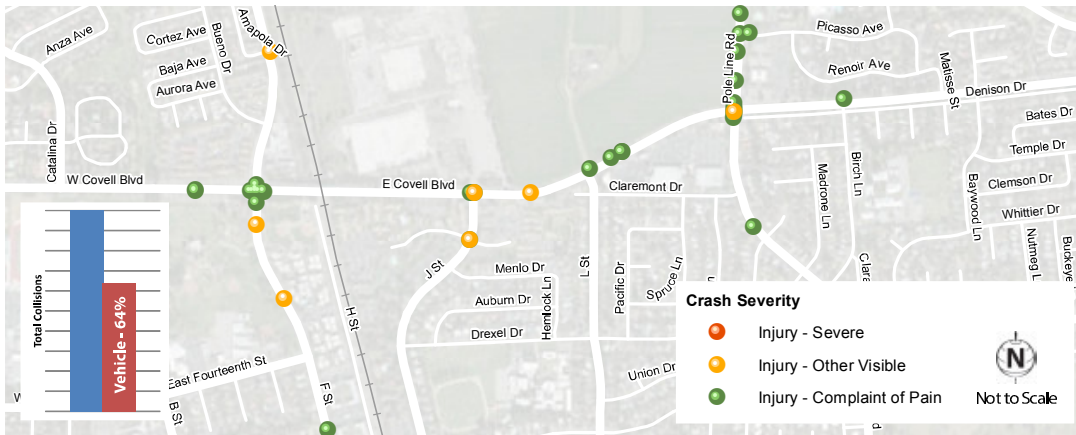 Anza Ave
Cortez Ave
Bueno Dr
Amapola Dr
Baja Ave
Aurora Ave
Catalina Dr
Picasso Ave
Pole Line Rd
Renoir Ave
Matisse St
Denison Dr
Bates Dr
Temple Dr
Clemson Dr
Whittier Dr
W Covell Blvd
E Covell Blvd
Claremont Dr
Madrone Ln
Birch Ln
Baywood Ln
Nutmeg L
Buckeye
J St
L St
H St
F St
B St
Menlo Dr
Auburn Dr
Drexel Dr
Hemlock Ln
Pacific Dr
Spruce Ln
n
Clare
Union Dr
d
East Fourteenth St
W
Total Collisions
Vehicle - 64%
Crash Severity
Injury - Severe
Injury - Other Visible
Injury - Complaint of Pain
N
Not to Scale